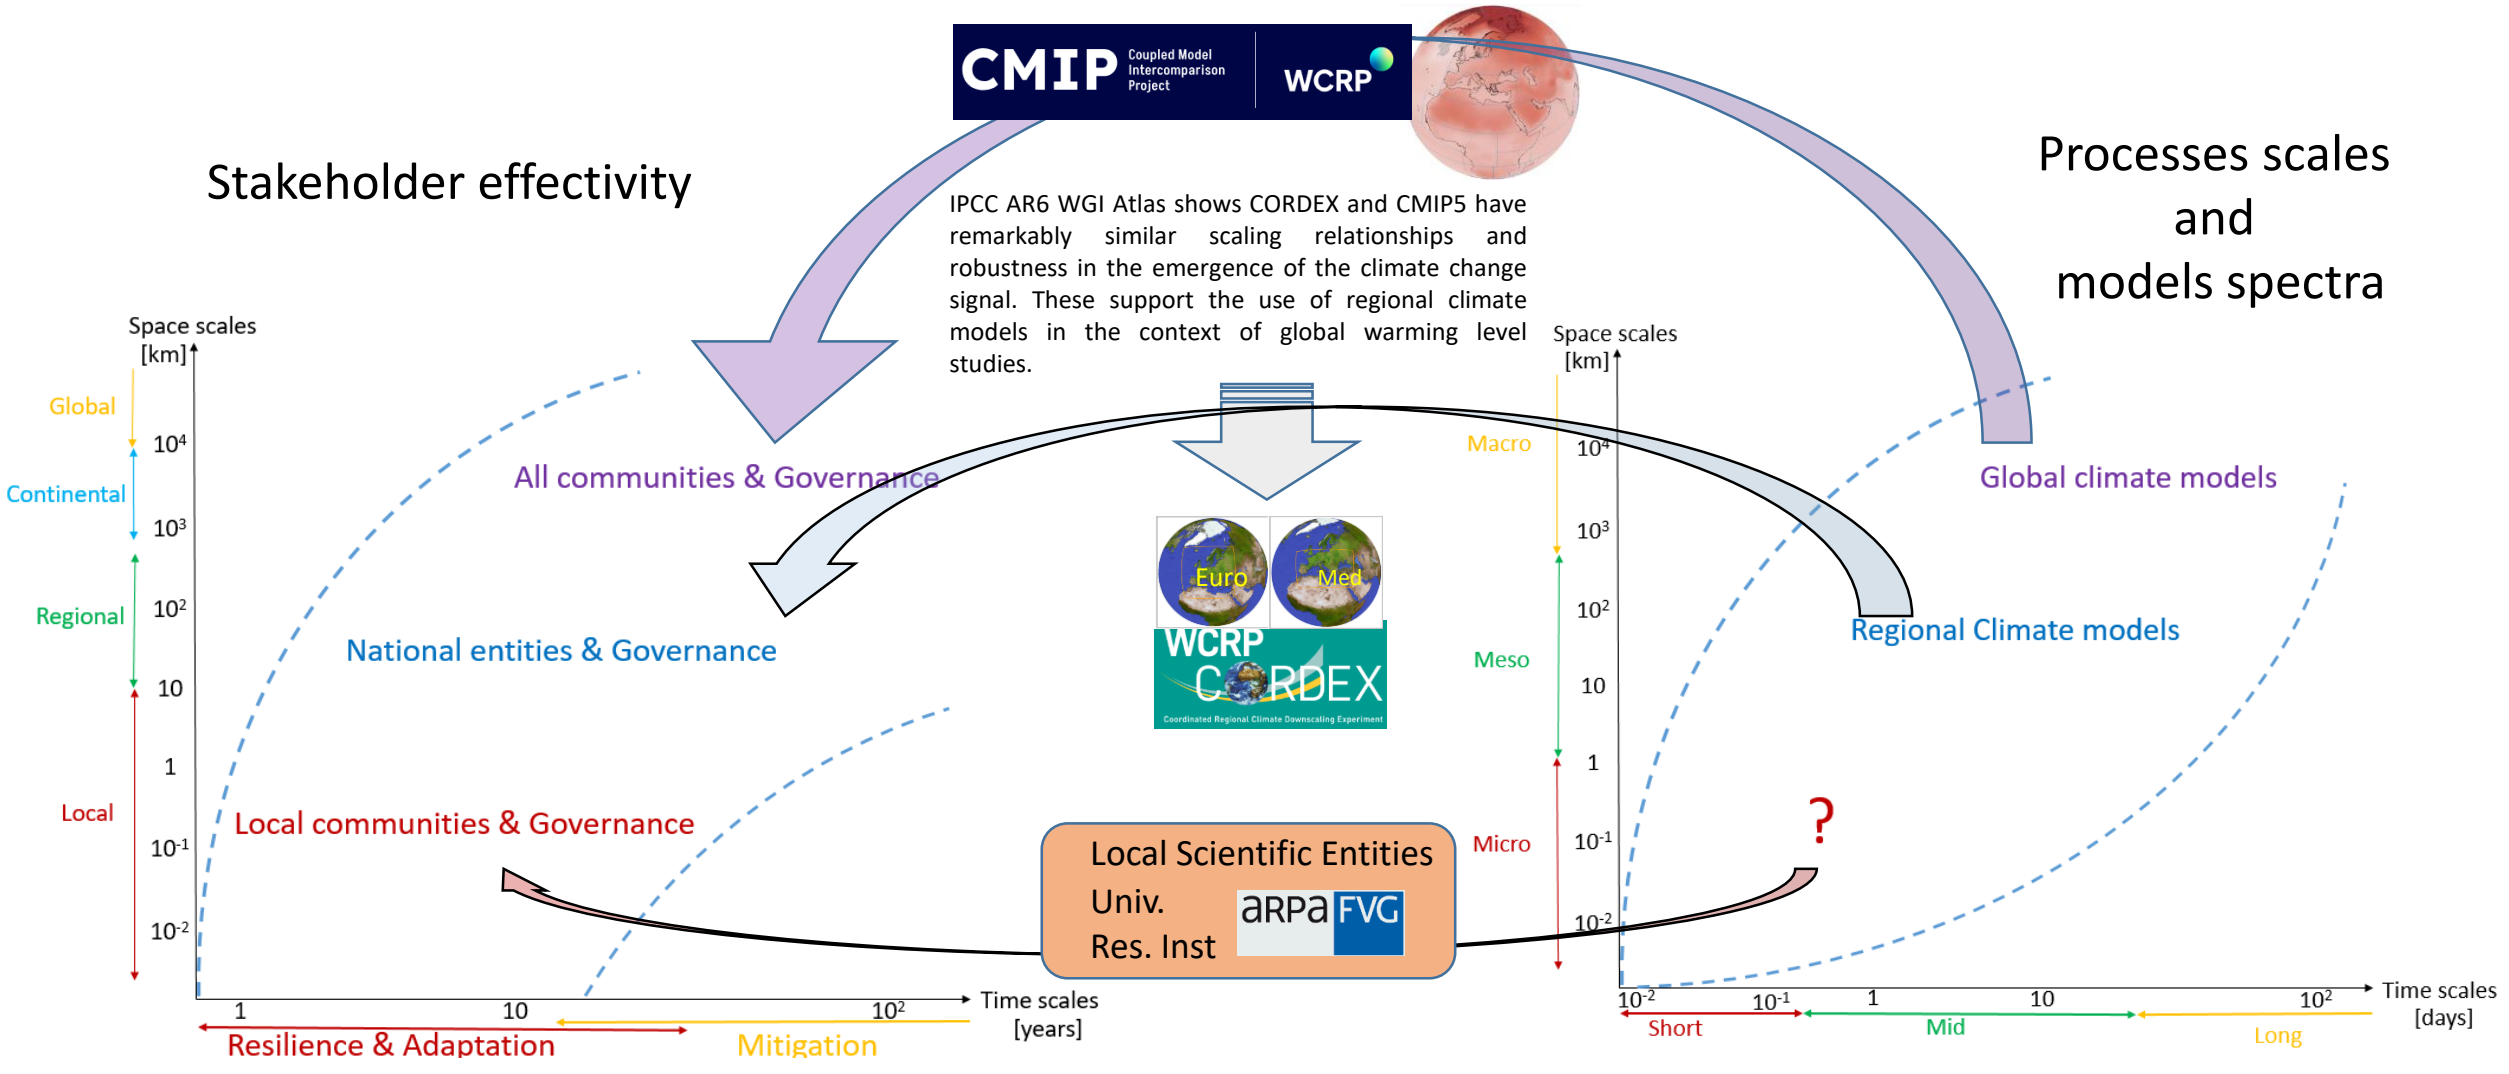 CMIP
Coupled Model
Intercomparison
Project
WCRP
Stakeholder effectivity
Processes scales
and
models spectra
IPCC AR6 WGI Atlas shows CORDEX and CMIP5 have
remarkably similar scaling relationships and
robustness in the emergence of the climate change
signal. These support the use of regional climate
models in the context of global warming level
studies.
Space scales
[km]
Global
Continental
Regional
Local
10⁴
10³
10²
10
1
10⁻¹
10⁻²
All communities & Governance
National entities & Governance
Local communities & Governance
1
10
10²
Time scales
[years]
Resilience & Adaptation
Mitigation
Euro
Med
WCRP
CORDEX
Coordinated Regional Climate Downscaling Experiment
Local Scientific Entities
Univ.
Res. Inst
aRPa FVG
Space scales
[km]
Macro
Meso
Micro
10⁴
10³
10²
10
1
10⁻¹
10⁻²
Global climate models
Regional Climate models
?
10⁻²
10⁻¹
1
10
10²
Time scales
[days]
Short
Mid
Long